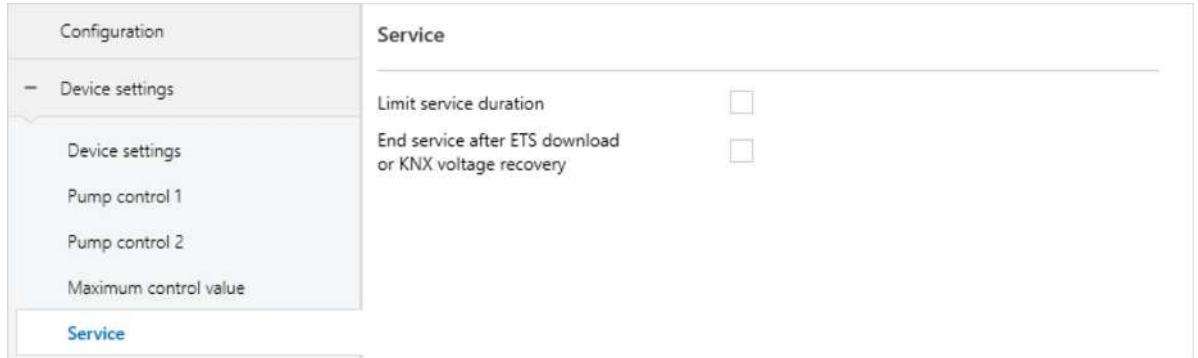 Configuration
– Device settings
Device settings
Pump control 1
Pump control 2
Maximum control value
Service
Service
Limit service duration
End service after ETS download
or KNX voltage recovery